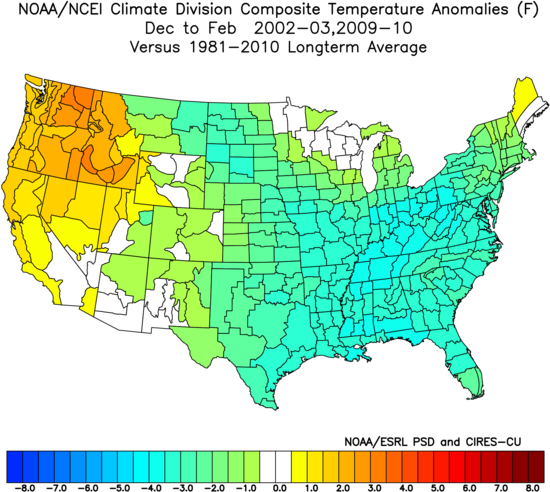 NOAA/NCEI Climate Division Composite Temperature Anomalies (F)
Dec to Feb 2002-03,2009-10
Versus 1981-2010 Longterm Average
NOAA/ESRL PSD and CIRES-CU
-8.0 -7.0 -6.0 -5.0 -4.0 -3.0 -2.0 -1.0 0.0 1.0 2.0 3.0 4.0 5.0 6.0 7.0 8.0